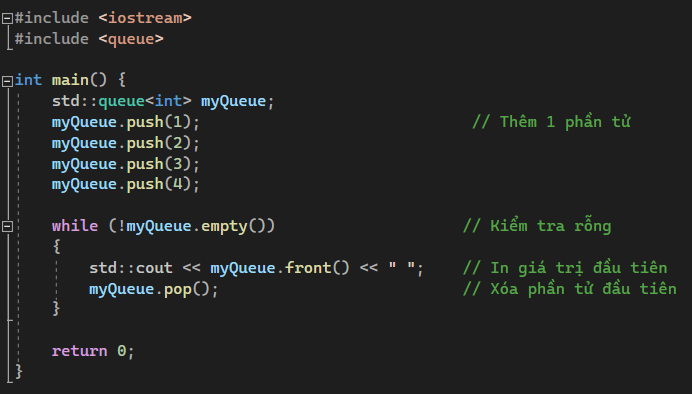 #include <iostream>
#include <queue>
int main() {
std::queue<int> myQueue;
myQueue.push(1); // Thêm 1 phần tử
myQueue.push(2);
myQueue.push(3);
myQueue.push(4);
while (!myQueue.empty()) // Kiểm tra rỗng
{
std::cout << myQueue.front() << " "; // In giá trị đầu tiên
myQueue.pop(); // Xóa phần tử đầu tiên
}
return 0;
}